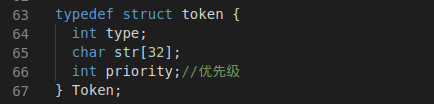 63 typedef struct token {
64 int type;
65 char str[32];
66 int priority;//优先级
67 } Token;